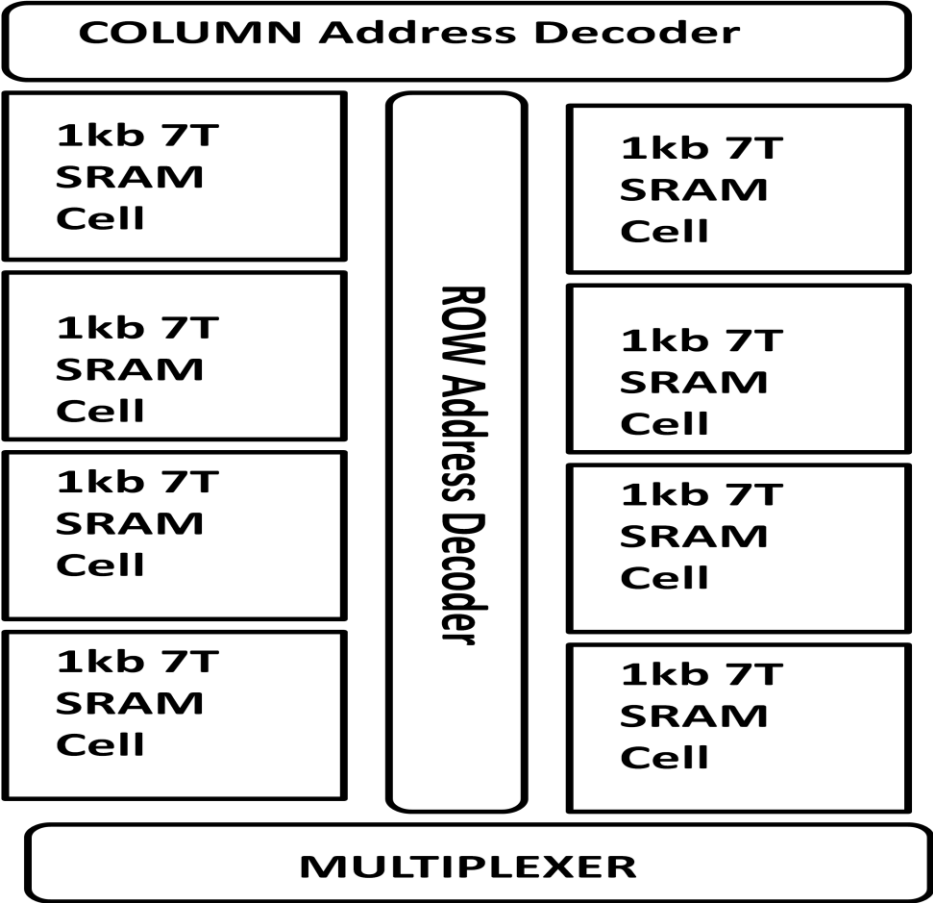 COLUMN Address Decoder
1kb 7T
SRAM
Cell
1kb 7T
SRAM
Cell
1kb 7T
SRAM
Cell
1kb 7T
SRAM
Cell
ROW Address Decoder
1kb 7T
SRAM
Cell
1kb 7T
SRAM
Cell
1kb 7T
SRAM
Cell
1kb 7T
SRAM
Cell
MULTIPLEXER